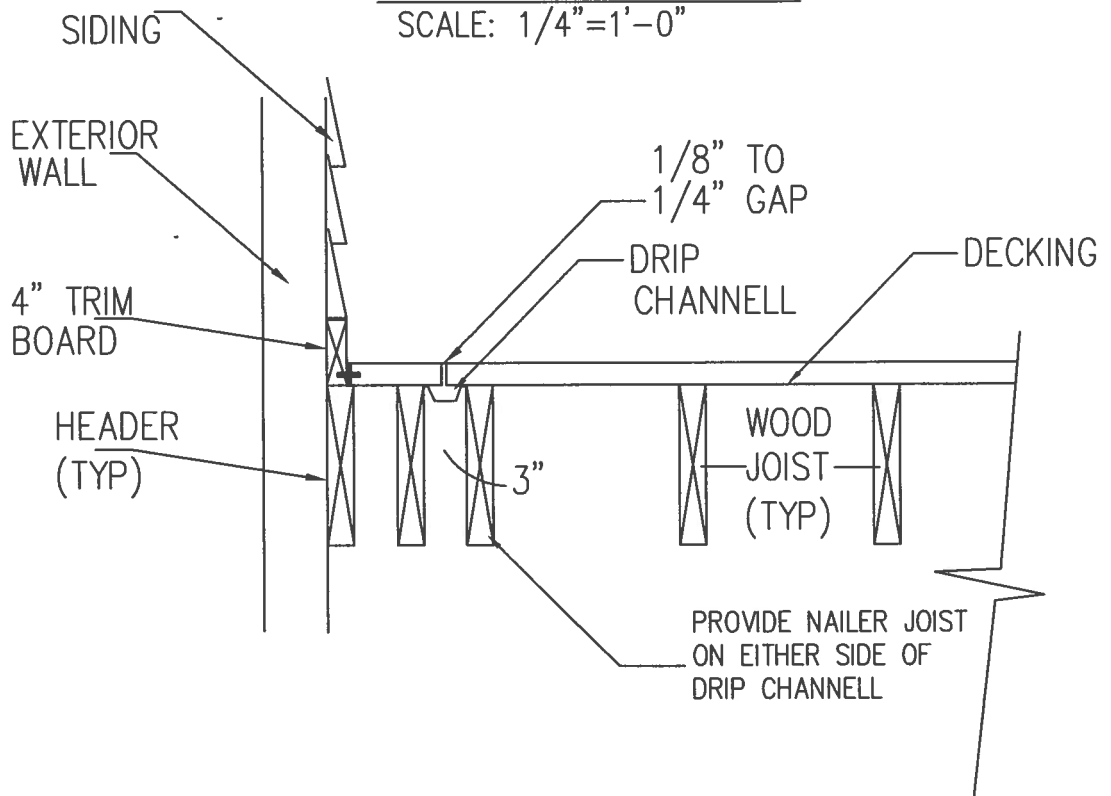 SCALE: 1/4"=1'-0"
SIDING
EXTERIOR
WALL
1/8" TO
1/4" GAP
DRIP
CHANNELL
DECKING
4" TRIM
BOARD
HEADER
(TYP)
3"
WOOD
JOIST
(TYP)
PROVIDE NAILER JOIST
ON EITHER SIDE OF
DRIP CHANNELL